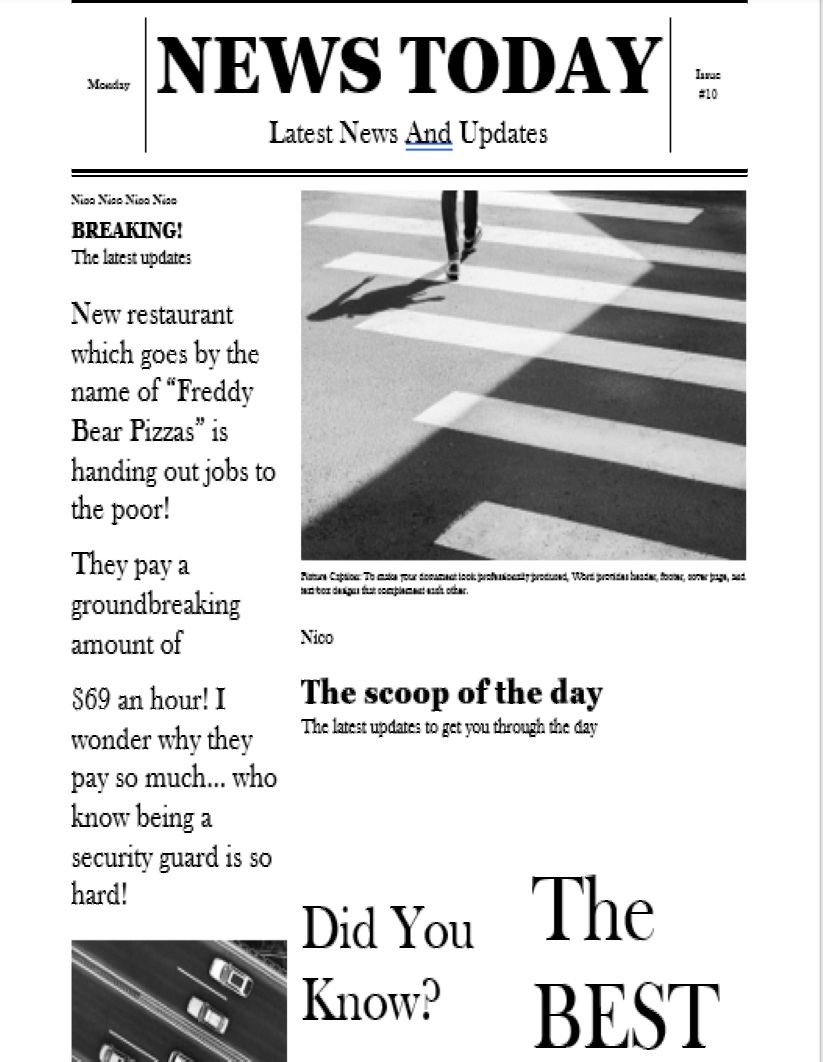 Monday
NEWS TODAY
Latest News And Updates
Issue
#10
Nico Nico Nico Nico
BREAKING!
The latest updates
New restaurant
which goes by the
name of “Freddy
Bear Pizzas” is
handing out jobs to
the poor!
They pay a
groundbreaking
amount of
$69 an hour! I
wonder why they
pay so much... who
know being a
security guard is so
hard!
Picture Caption: To make your document look professionally produced, Word provides header, footer, cover page, and
text box designs that complement each other.
Nico
The scoop of the day
The latest updates to get you through the day
Did You
Know?
The
BEST